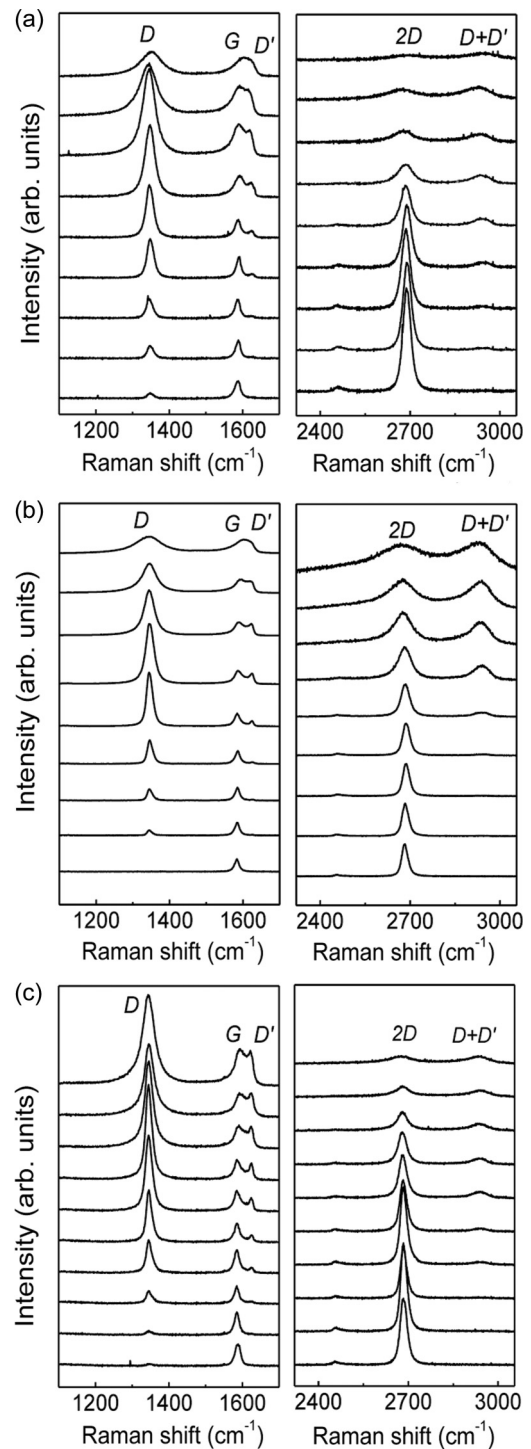 (a)
D
G
D'
2D
D+D'
Intensity (arb. units)
1200
1400
1600
2400
2700
3000
Raman shift (cm⁻¹)
Raman shift (cm⁻¹)
(b)
D
G
D'
2D
D+D'
Intensity (arb. units)
1200
1400
1600
2400
2700
3000
Raman shift (cm⁻¹)
Raman shift (cm⁻¹)
(c)
D
G
D'
2D
D+D'
Intensity (arb. units)
1200
1400
1600
2400
2700
3000
Raman shift (cm⁻¹)
Raman shift (cm⁻¹)